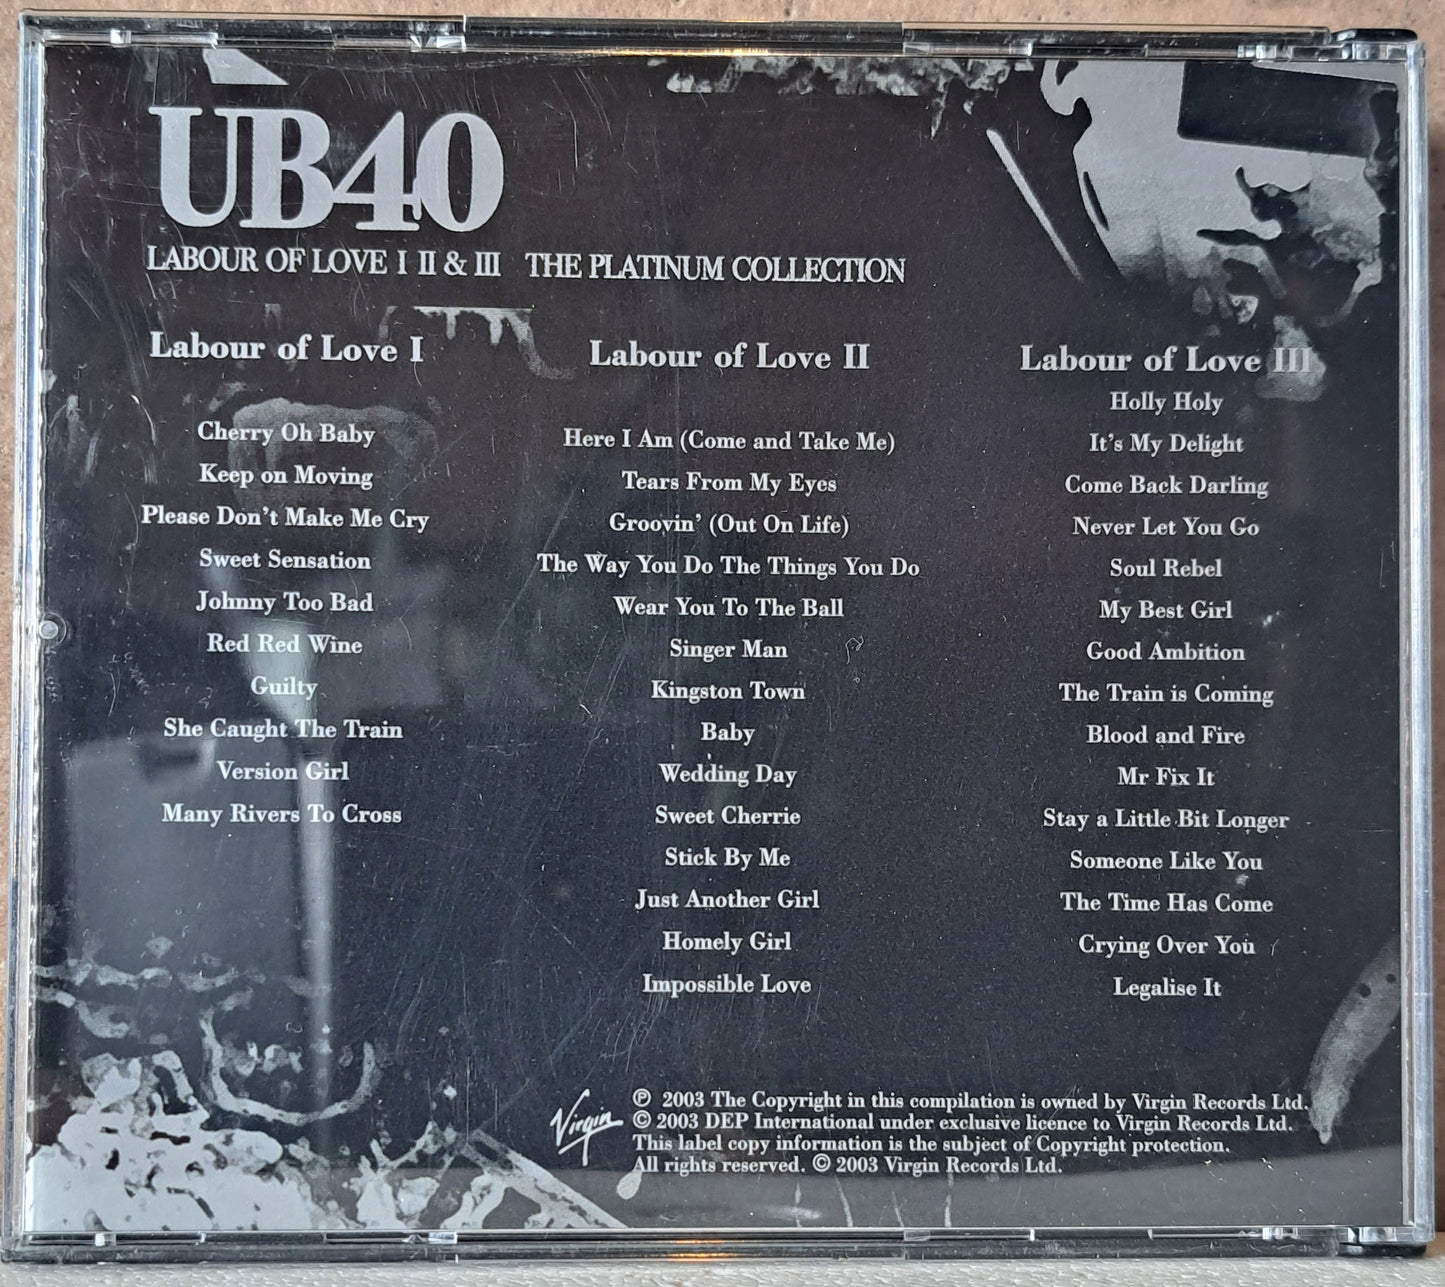 UB40
LABOUR OF LOVE I II & III THE PLATINUM COLLECTION
Labour of Love I
Cherry Oh Baby
Keep on Moving
Please Don't Make Me Cry
Sweet Sensation
Johnny Too Bad
Red Red Wine
Guilty
She Caught The Train
Version Girl
Many Rivers To Cross
Labour of Love II
Here I Am (Come and Take Me)
Tears From My Eyes
Groovin' (Out On Life)
The Way You Do The Things You Do
Wear You To The Ball
Singer Man
Kingston Town
Baby
Wedding Day
Sweet Cherrie
Stick By Me
Just Another Girl
Homely Girl
Impossible Love
Labour of Love III
Holly Holy
It's My Delight
Come Back Darling
Never Let You Go
Soul Rebel
My Best Girl
Good Ambition
The Train is Coming
Blood and Fire
Mr Fix It
Stay a Little Bit Longer
Someone Like You
The Time Has Come
Crying Over You
Legalise It
Virgin
℗ 2003 The Copyright in this compilation is owned by Virgin Records Ltd.
© 2003 DEP International under exclusive licence to Virgin Records Ltd.
This label copy information is the subject of Copyright protection.
All rights reserved. © 2003 Virgin Records Ltd.